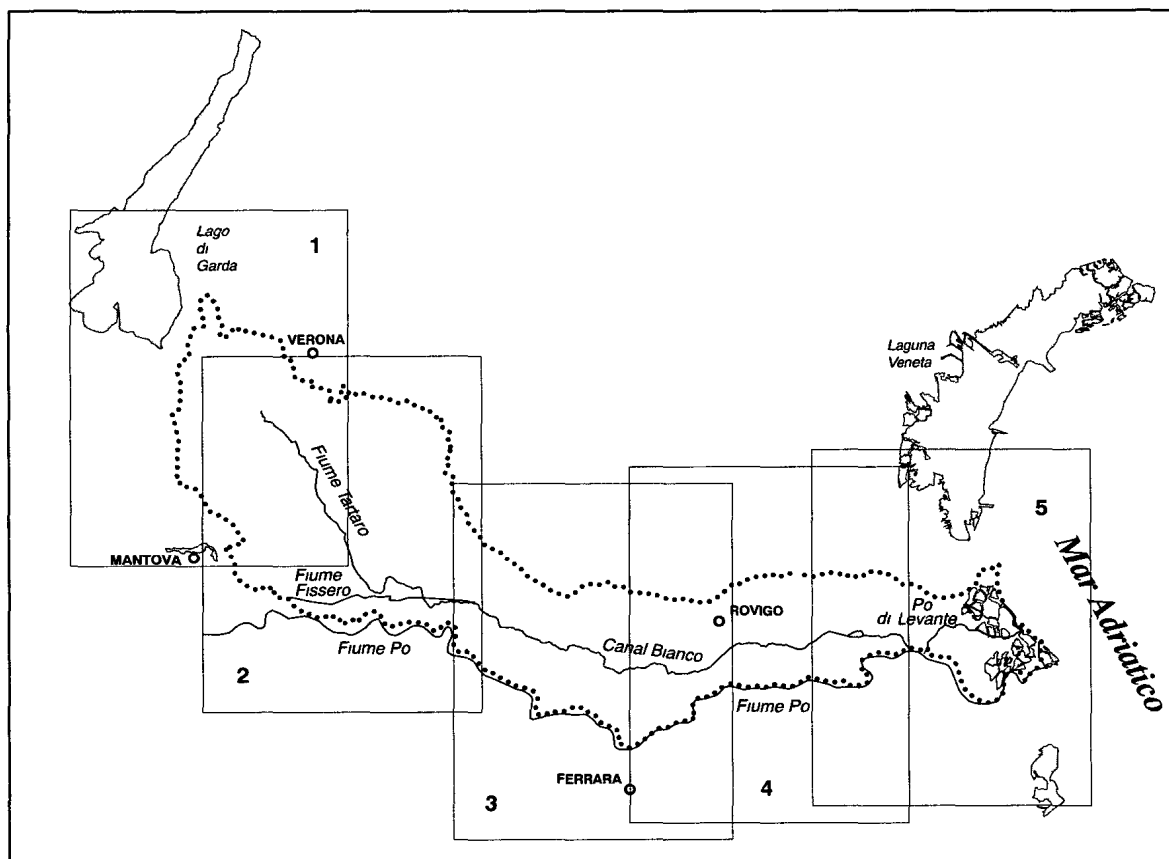 Lago
di
Garda
1
VERONA
Laguna
Veneta
Fiume Tartaro
5
Mar Adriatico
MANTOVA
Fiume
Fissero
ROVIGO
Po
di Levante
Canal Bianco
Fiume Po
2
Fiume Po
FERRARA
3
4